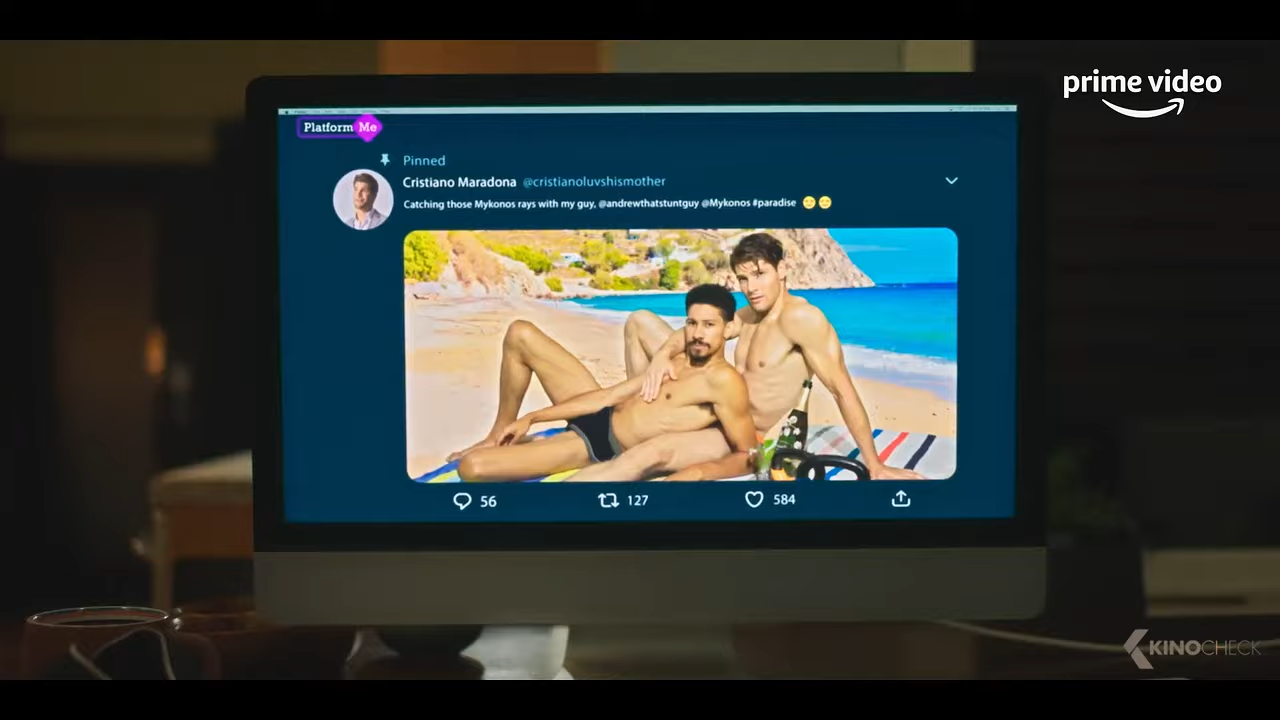 prime video
Platform Me
Pinned
Cristiano Maradona @cristianoluvshismother
Catching those Mykonos rays with my guy, @andrewthatstuntguy @Mykonos #paradise 😁😁
56 127 584
KINOCHECK